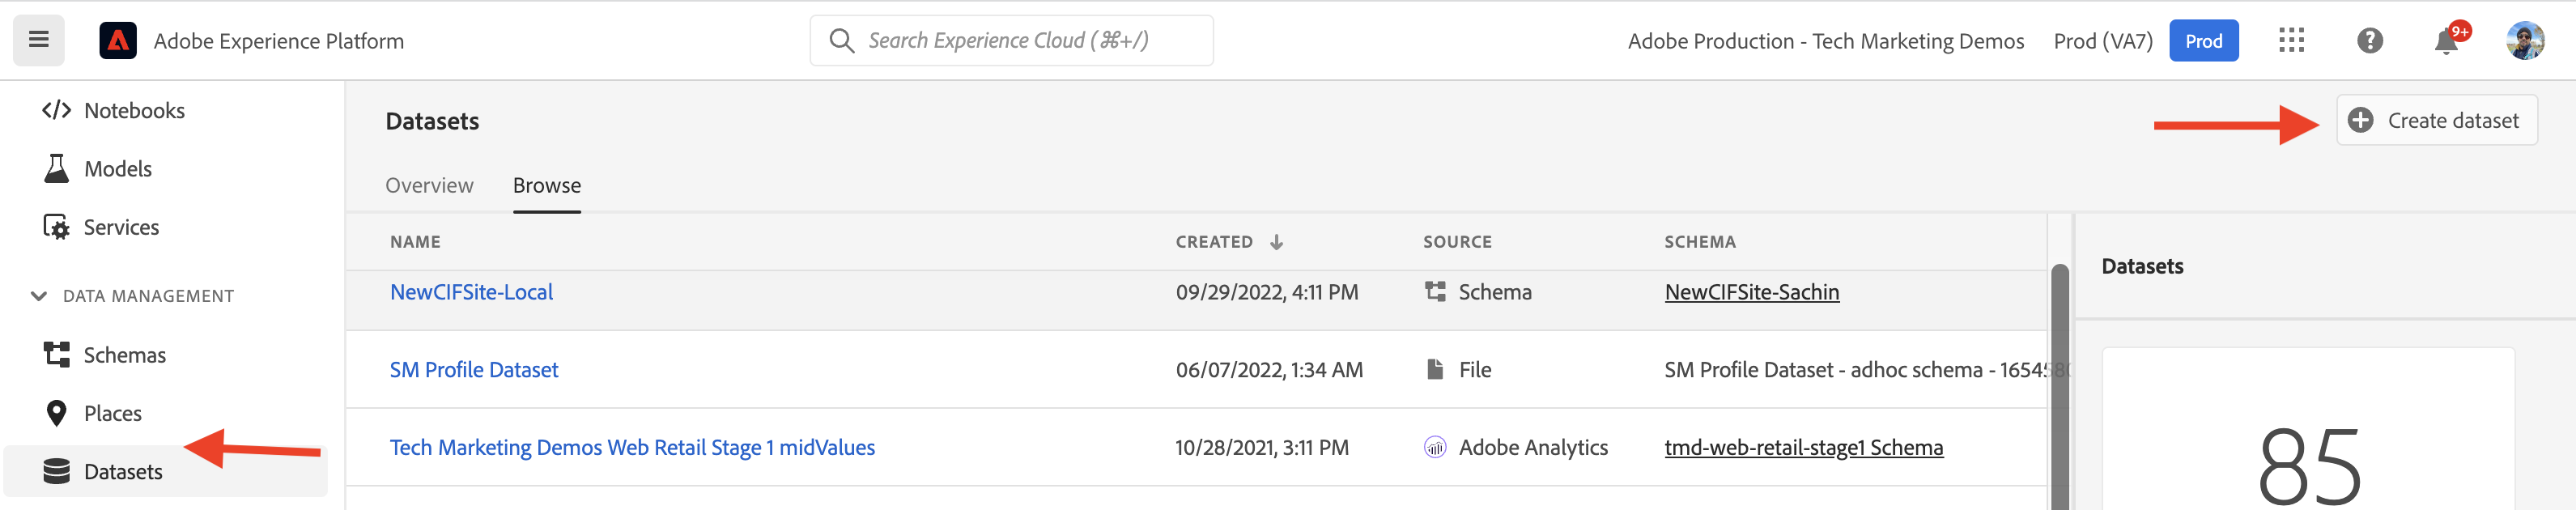 Adobe Experience Platform
Search Experience Cloud (⌘+/)
Adobe Production - Tech Marketing Demos
Prod (VA7)
Prod
9+
Notebooks
Models
Services
DATA MANAGEMENT
Schemas
Places
Datasets
Datasets
Create dataset
Overview
Browse
NAME CREATED SOURCE SCHEMA
NewCIFSite-Local 09/29/2022, 4:11 PM Schema NewCIFSite-Sachin
SM Profile Dataset 06/07/2022, 1:34 AM File SM Profile Dataset - adhoc schema - 16545
Tech Marketing Demos Web Retail Stage 1 midValues 10/28/2021, 3:11 PM Adobe Analytics tmd-web-retail-stage1 Schema
Datasets
85